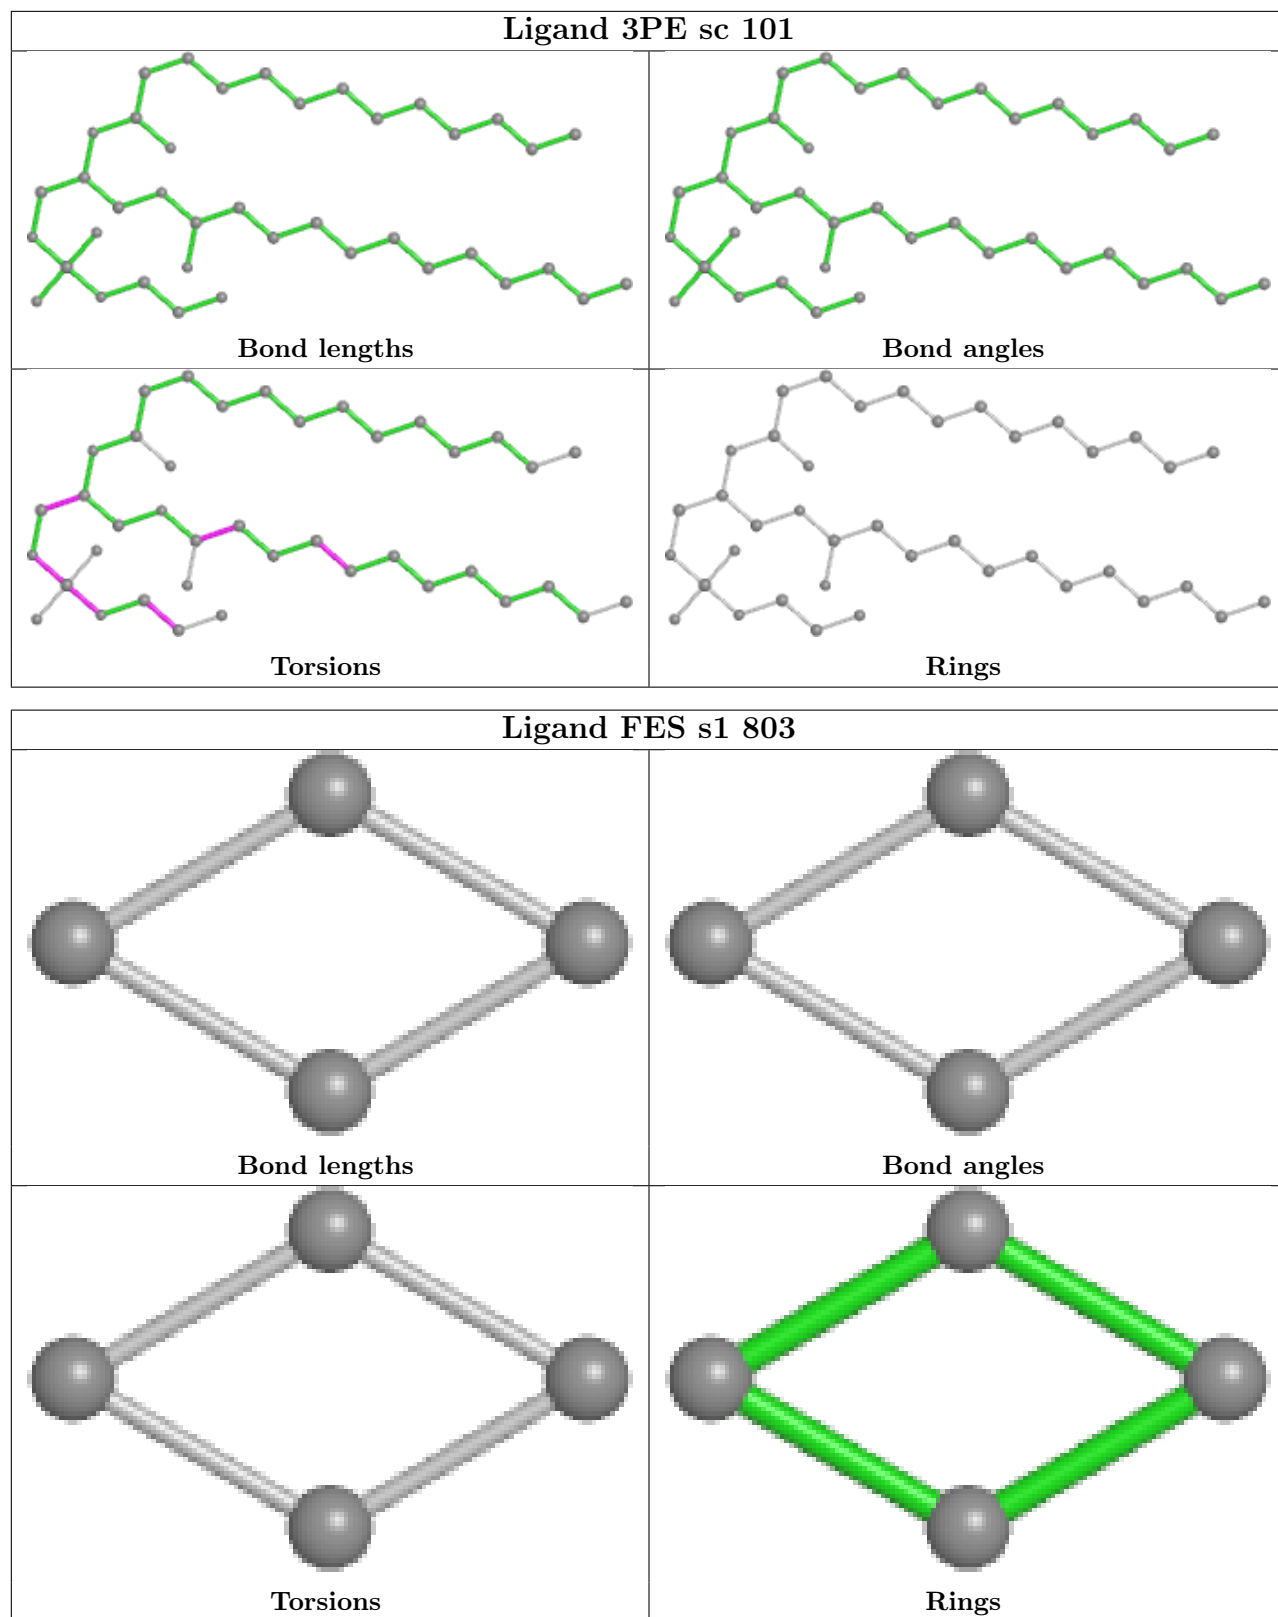 Ligand 3PE sc 101
Bond lengths
Bond angles
Torsions
Rings
Ligand FES s1 803
Bond lengths
Bond angles
Torsions
Rings